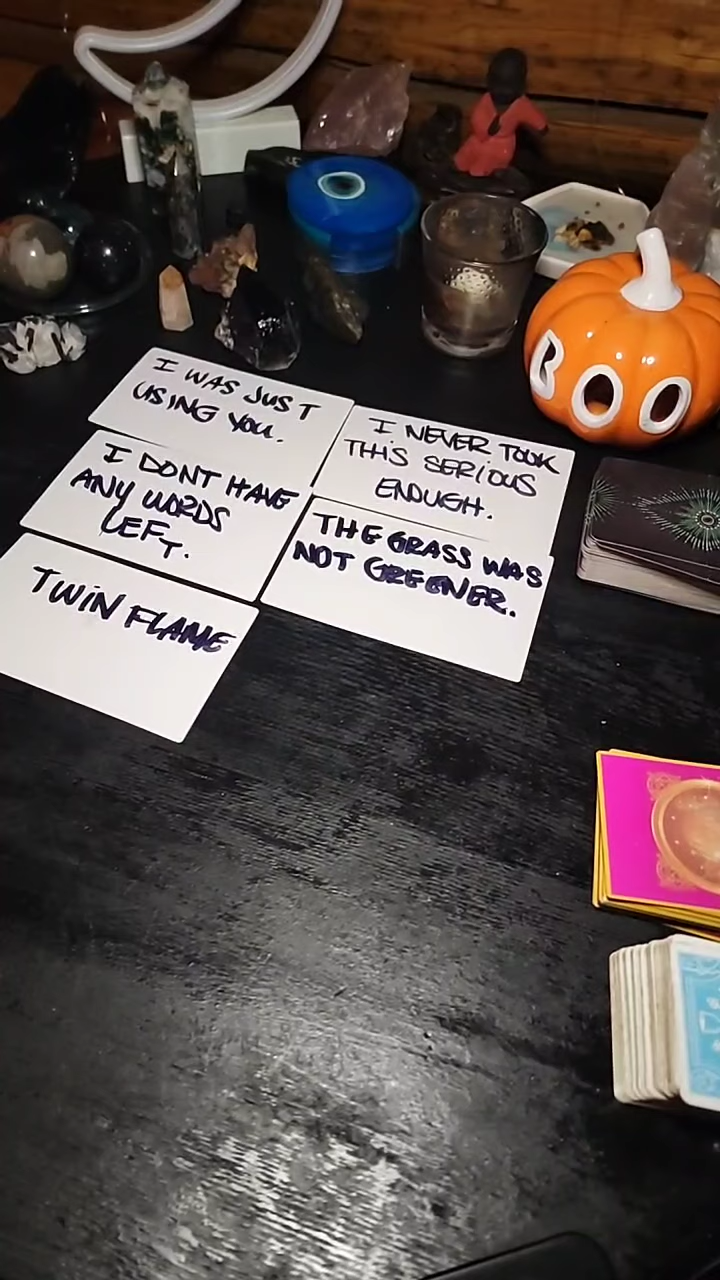 I WAS JUST
USING YOU.
I NEVER TOOK
THIS SERIOUS
ENOUGH.
I DONT HAVE
ANY WORDS
LEFT.
THE GRASS WAS
NOT GREENER.
TWIN FLAME
BOO